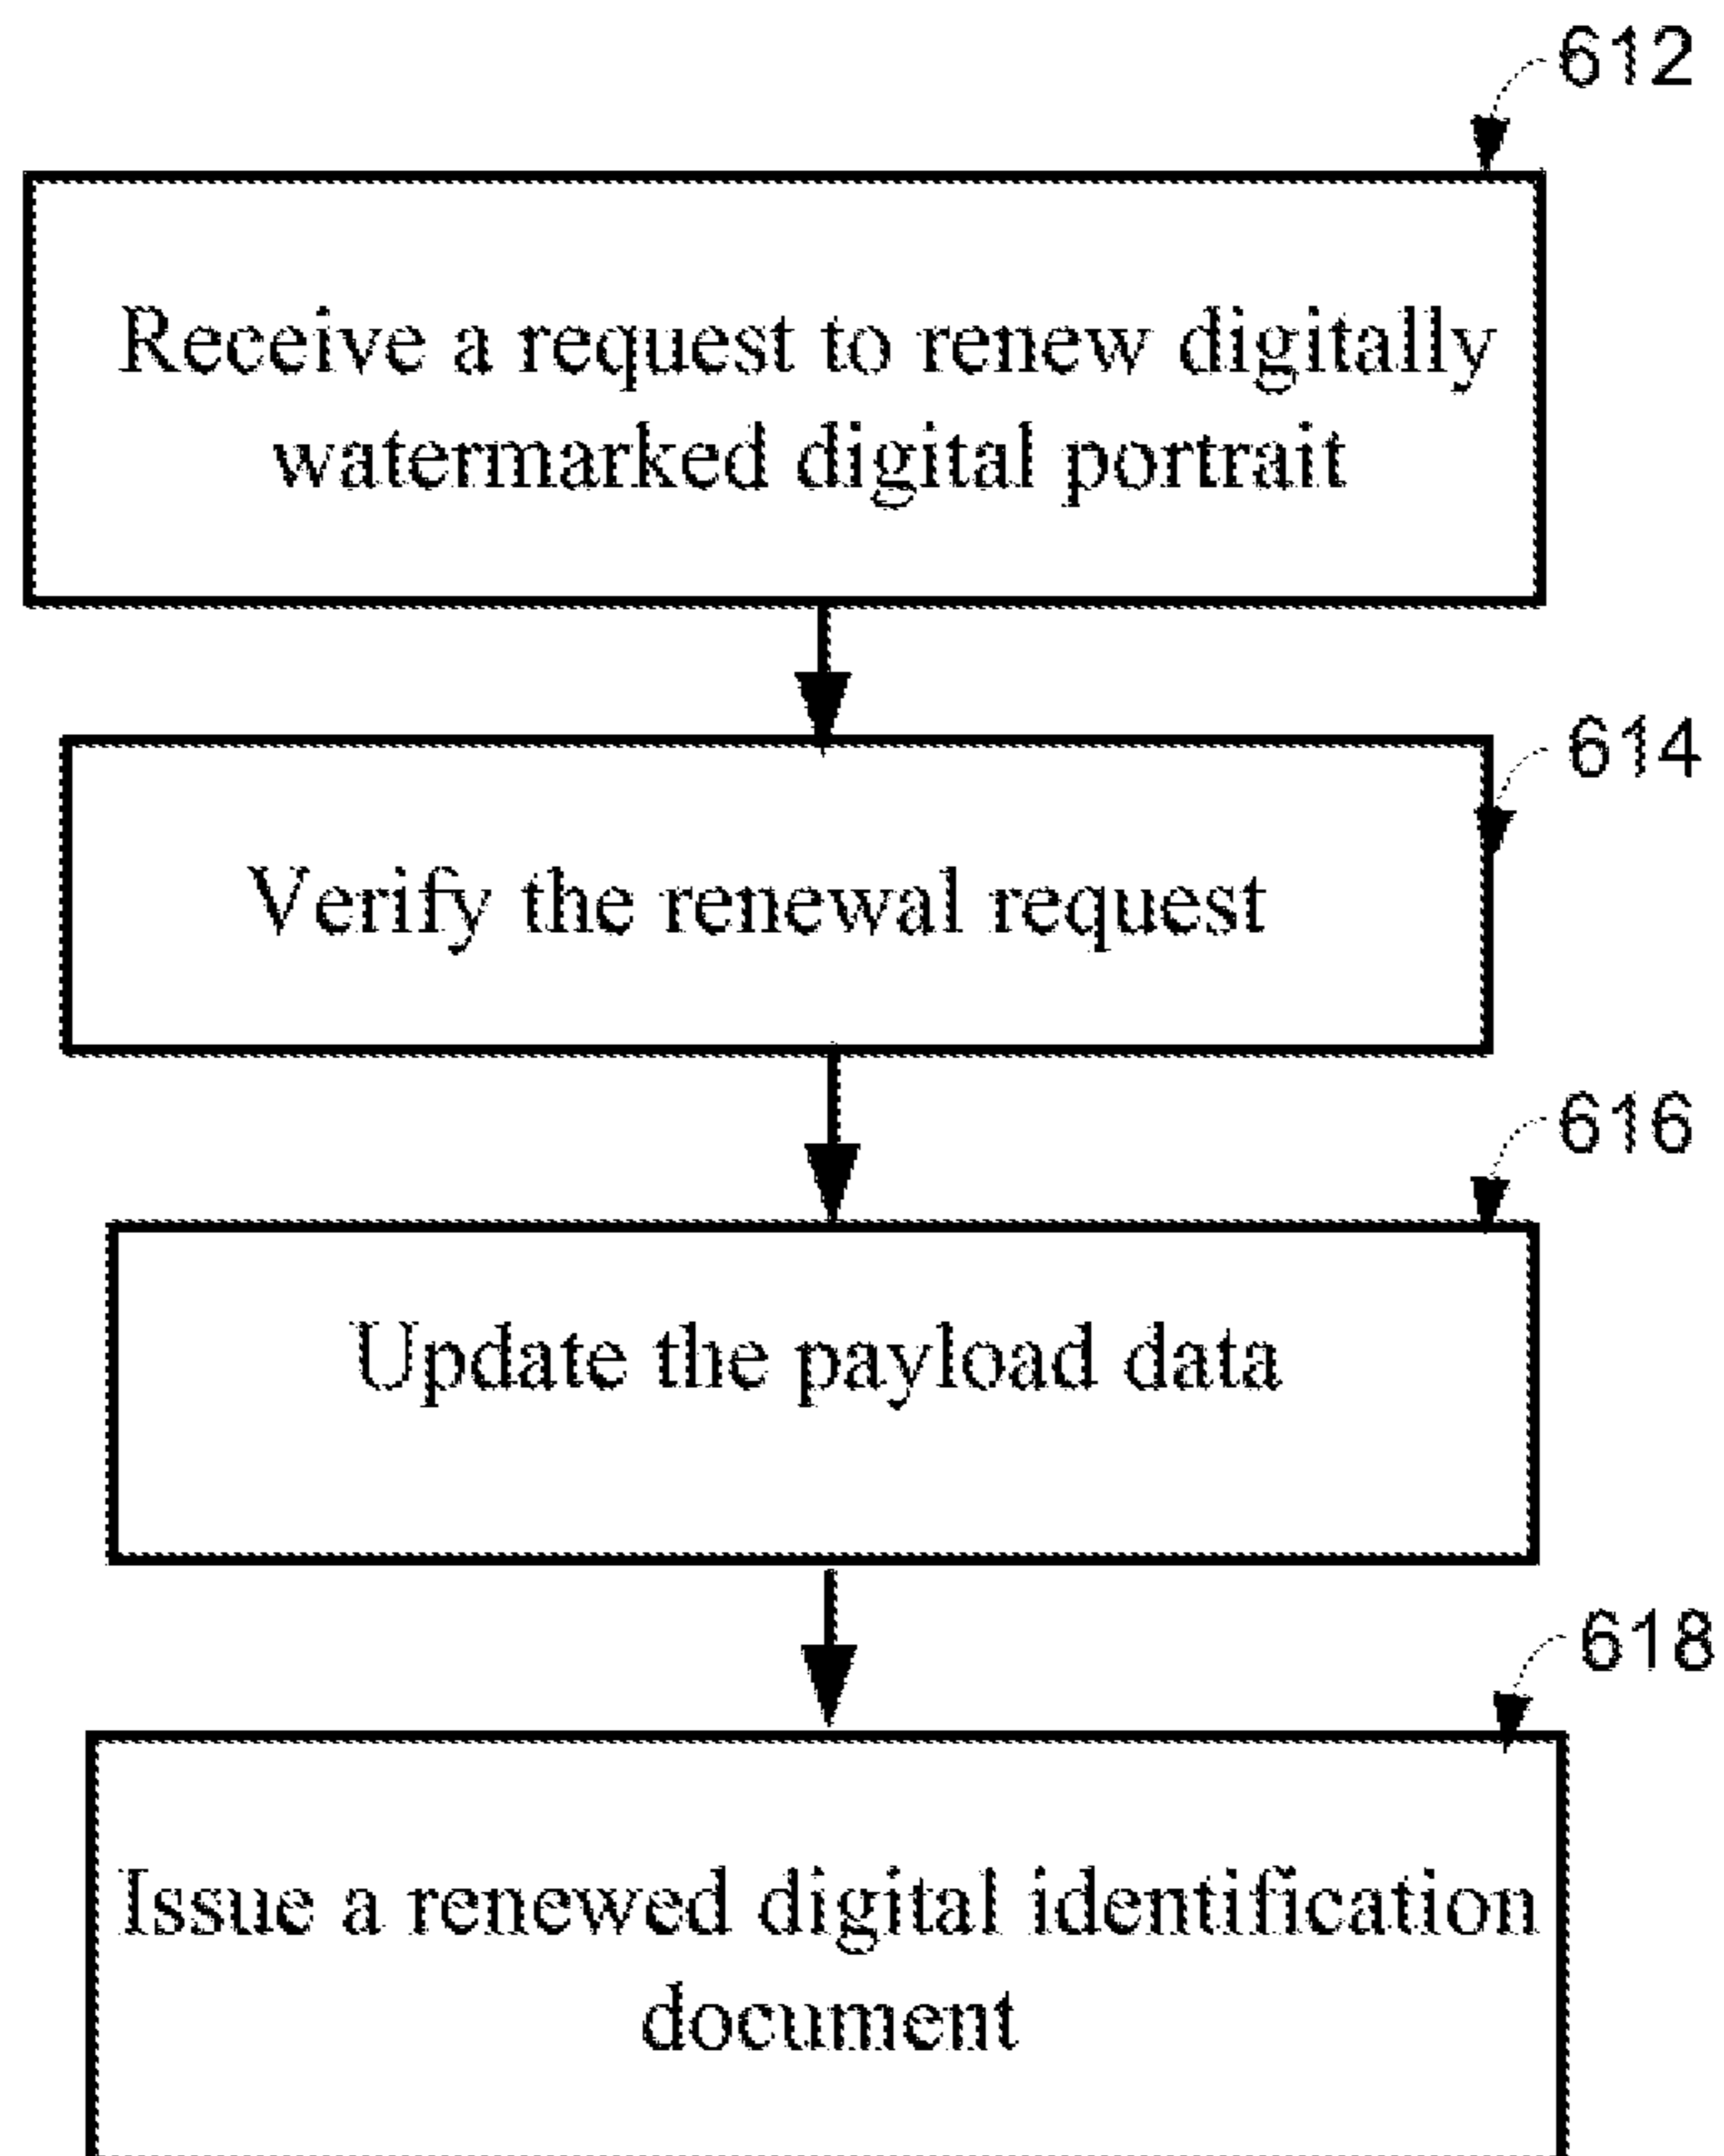 612
Receive a request to renew digitally
watermarked digital portrait
614
Verify the renewal request
616
Update the payload data
618
Issue a renewed digital identification
document